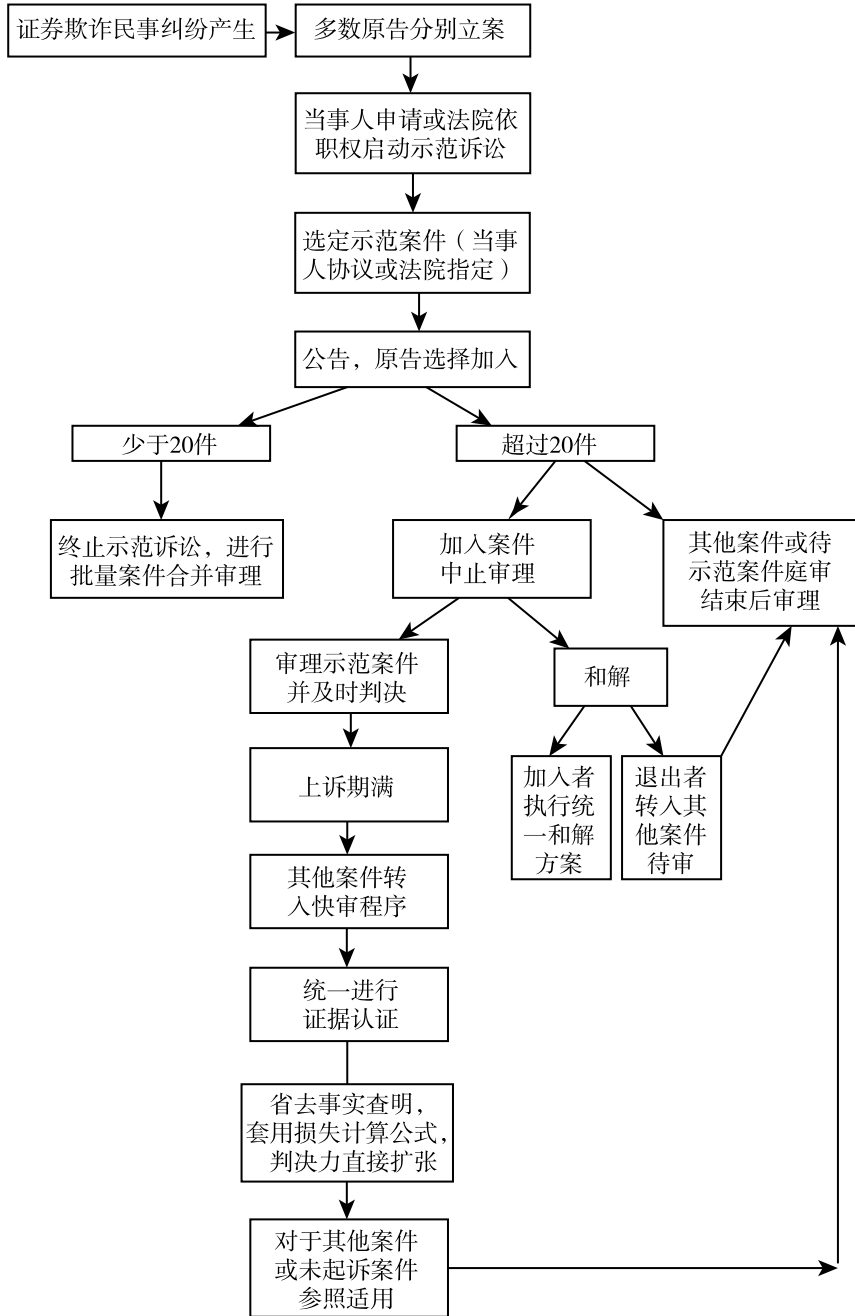 证券欺诈民事纠纷产生
多数原告分别立案
当事人申请或法院依
职权启动示范诉讼
选定示范案件（当事
人协议或法院指定）
公告，原告选择加入
少于20件
超过20件
终止示范诉讼，进行
批量案件合并审理
加入案件
中止审理
其他案件或待
示范案件庭审
结束后审理
审理示范案件
并及时判决
和解
上诉期满
加入者
执行统
一和解
方案
退出者
转入其
他案件
待审
其他案件转
入快审程序
统一进行
证据认证
省去事实查明，
套用损失计算公式，
判决力直接扩张
对于其他案件
或未起诉案件
参照适用